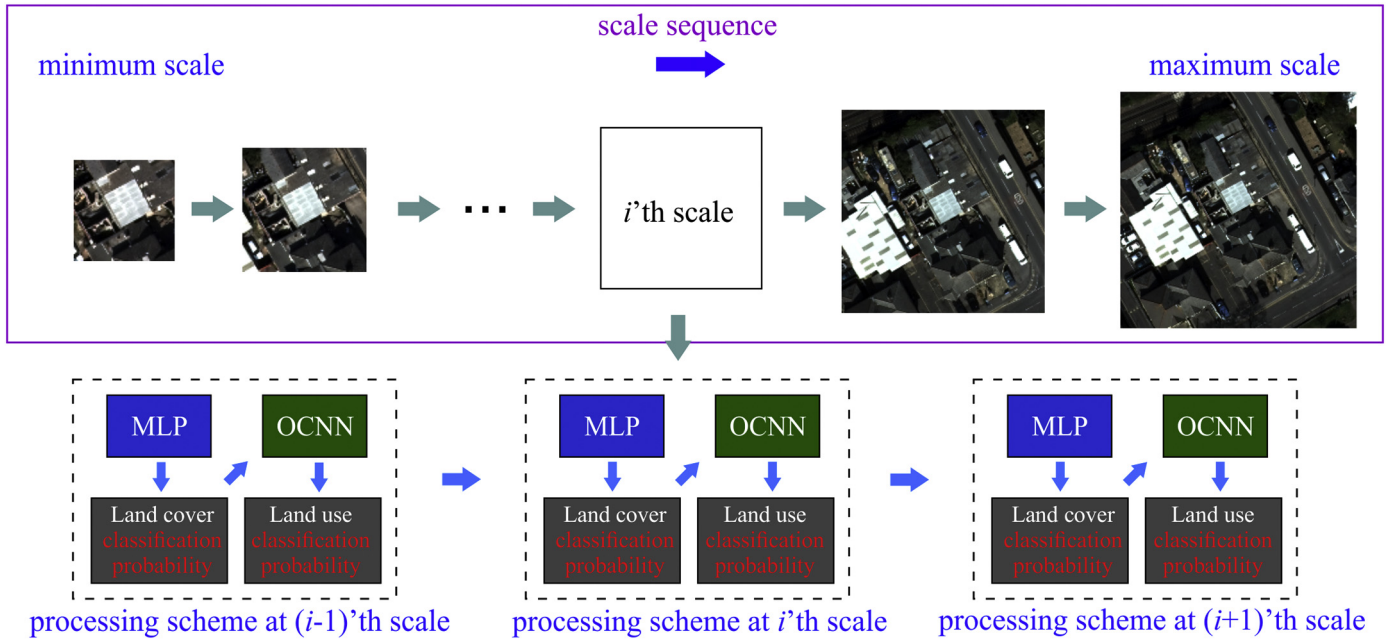 scale sequence
minimum scale
maximum scale
...
i’th scale
MLP
OCNN
Land cover
classification
probability
Land use
classification
probability
processing scheme at (i-1)’th scale
MLP
OCNN
Land cover
classification
probability
Land use
classification
probability
processing scheme at i’th scale
MLP
OCNN
Land cover
classification
probability
Land use
classification
probability
processing scheme at (i+1)’th scale